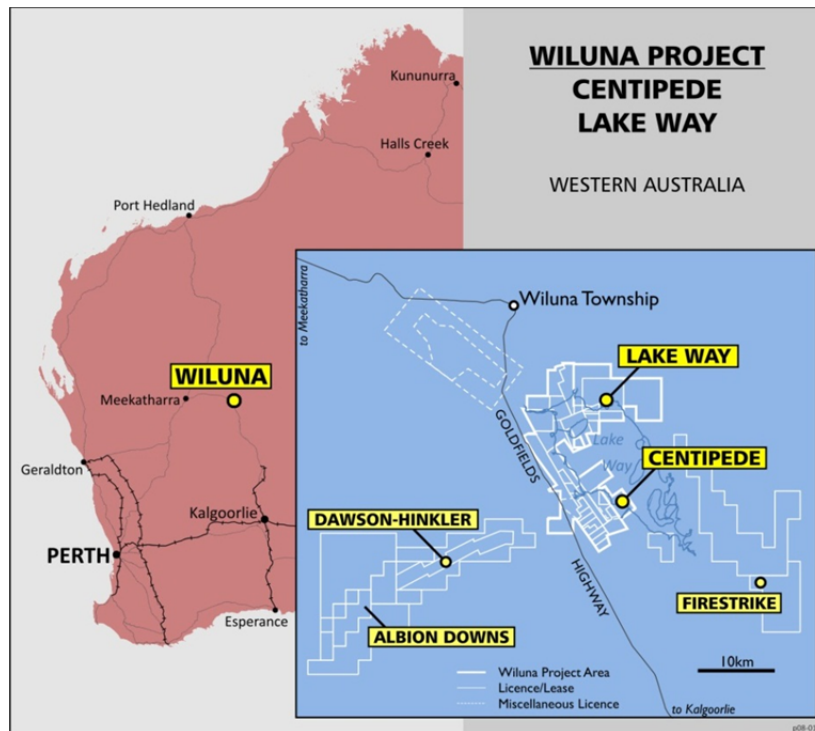 WILUNA PROJECT
CENTIPEDE
LAKE WAY
WESTERN AUSTRALIA
Kununurra
Halls Creek
Port Hedland
WILUNA
Meekatharra
Geraldton
Kalgoorlie
PERTH
Esperance
to Meekatharra
Wiluna Township
LAKE WAY
GOLDFIELDS
Lake
Way
CENTIPEDE
DAWSON-HINKLER
HIGHWAY
FIRESTRIKE
ALBION DOWNS
10km
Wiluna Project Area
Licence/Lease
Miscellaneous Licence
to Kalgoorlie